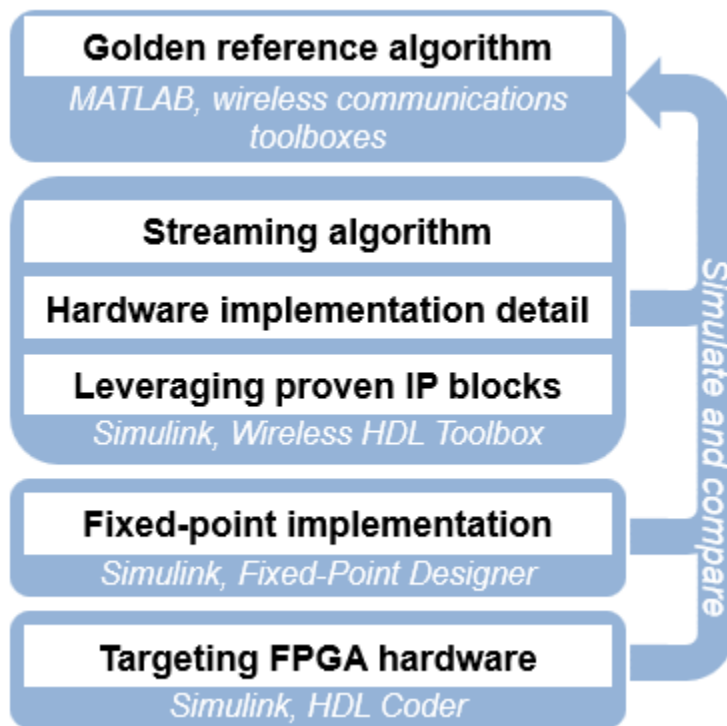 Golden reference algorithm
MATLAB, wireless communications
toolboxes
Streaming algorithm
Hardware implementation detail
Leveraging proven IP blocks
Simulink, Wireless HDL Toolbox
Fixed-point implementation
Simulink, Fixed-Point Designer
Targeting FPGA hardware
Simulink, HDL Coder
Simulate and compare